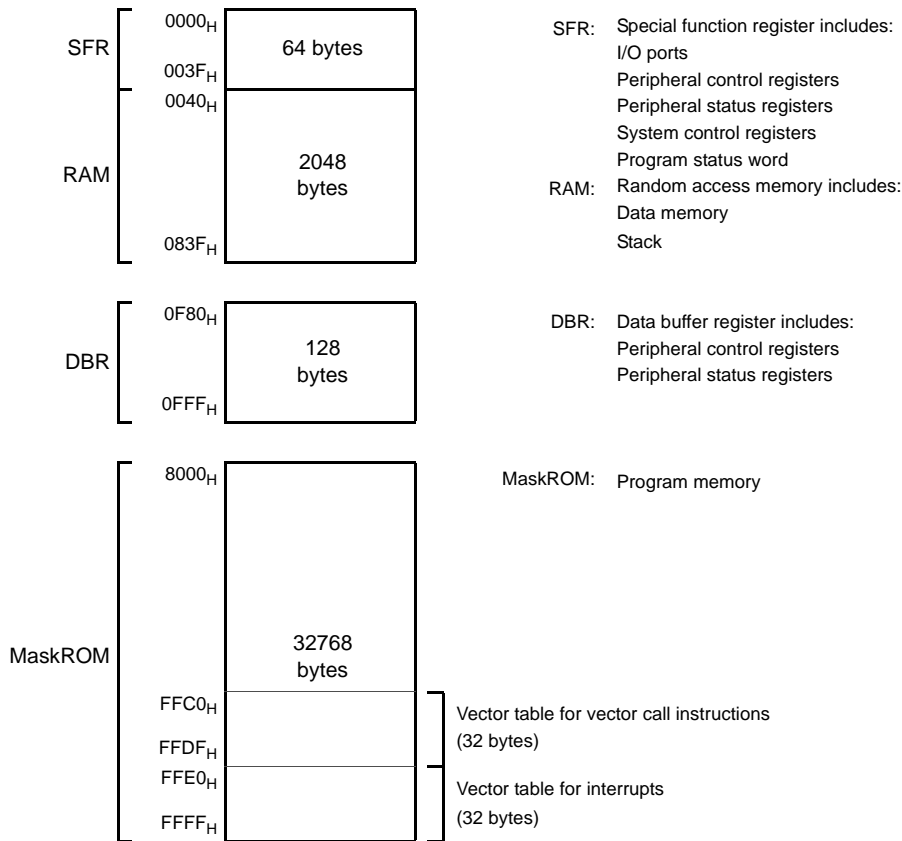 SFR
0000H
64 bytes
003FH
RAM
0040H
2048
bytes
083FH
SFR: Special function register includes:
I/O ports
Peripheral control registers
Peripheral status registers
System control registers
Program status word
RAM: Random access memory includes:
Data memory
Stack
DBR
0F80H
128
bytes
0FFFH
DBR: Data buffer register includes:
Peripheral control registers
Peripheral status registers
MaskROM
8000H
32768
bytes
FFC0H
FFDFH
FFE0H
FFFFH
MaskROM: Program memory
Vector table for vector call instructions
(32 bytes)
Vector table for interrupts
(32 bytes)